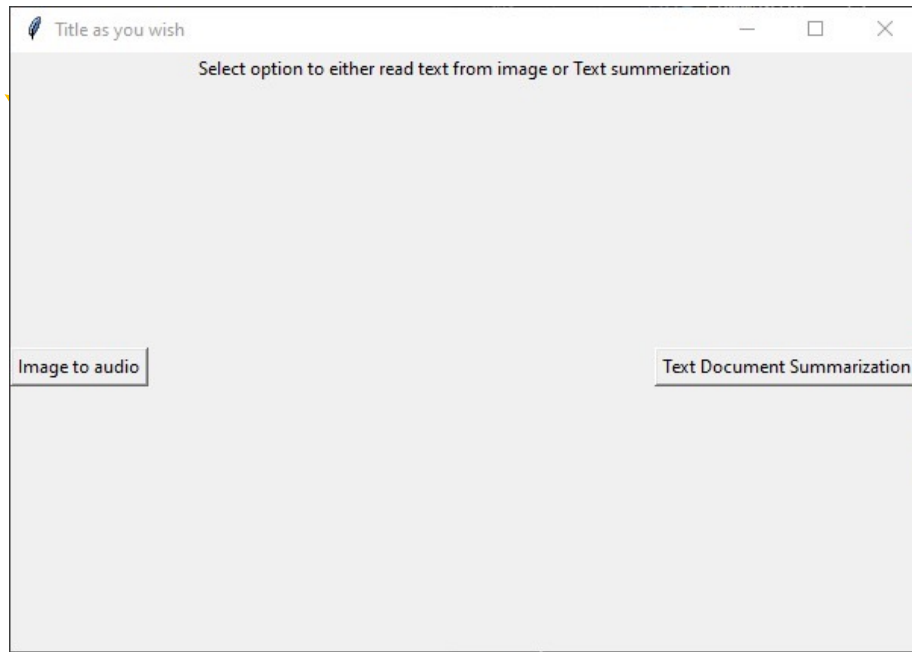 Title as you wish
Select option to either read text from image or Text summerization
Image to audio
Text Document Summarization